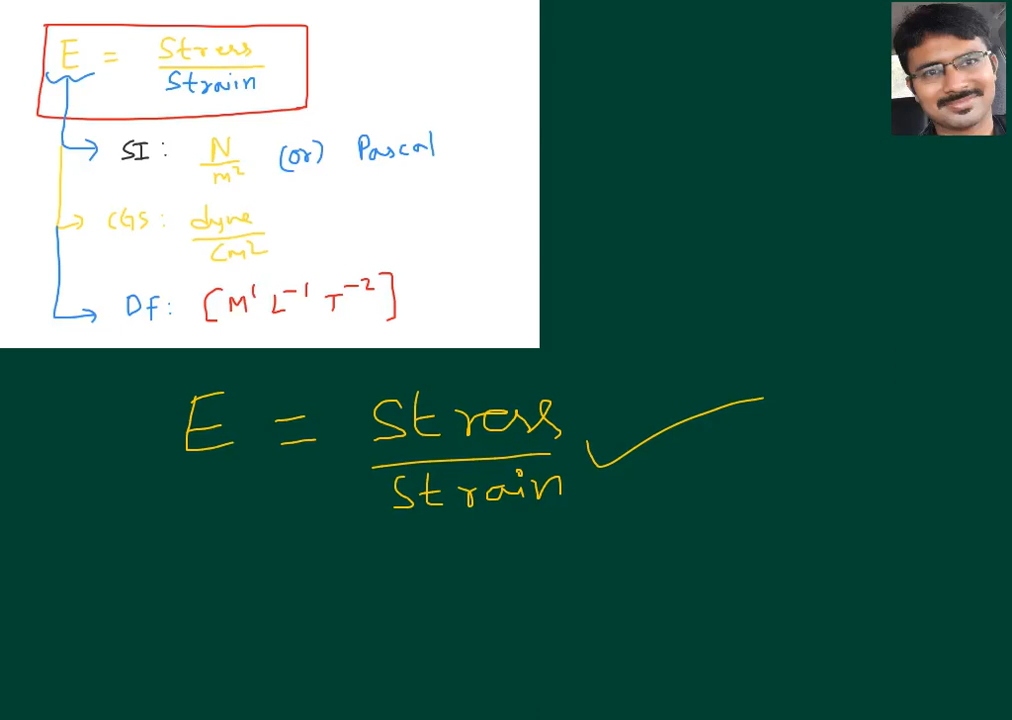 E = Stress / Strain
SI : N / m² (or) Pascal
CGS : dyne / Cm²
Df : [M¹ L⁻¹ T⁻²]
E = Stress / Strain ✓